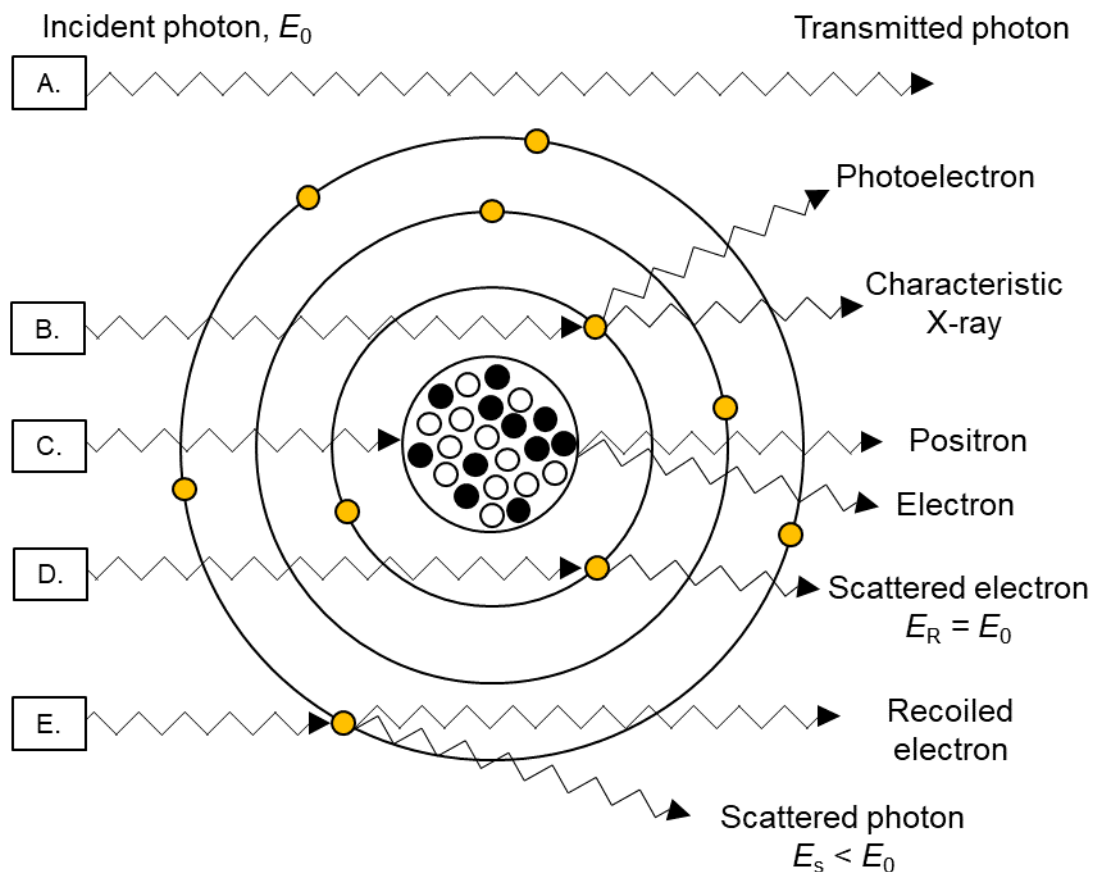 Incident photon, E0
Transmitted photon
A.
Photoelectron
B.
Characteristic
X-ray
C.
Positron
Electron
D.
Scattered electron
ER = E0
E.
Recoiled
electron
Scattered photon
Es < E0